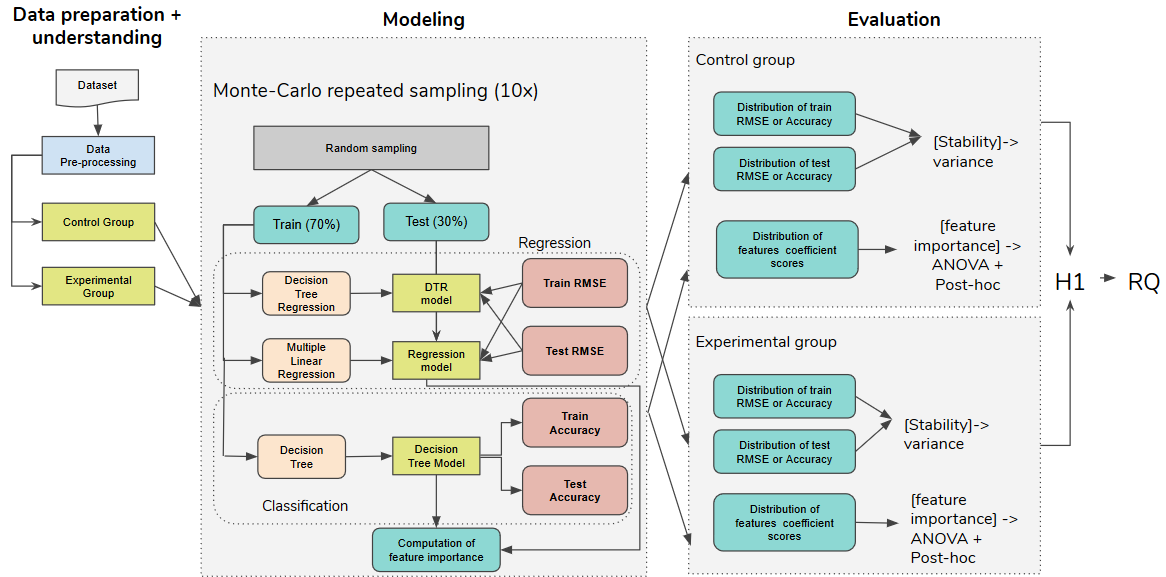 Data preparation +
understanding
Modeling
Evaluation
Dataset
Data
Pre-processing
Control Group
Experimental
Group
Monte-Carlo repeated sampling (10x)
Random sampling
Train (70%)
Test (30%)
Regression
Decision
Tree
Regression
DTR
model
Train RMSE
Multiple
Linear
Regression
Regression
model
Test RMSE
Decision
Tree
Decision
Tree Model
Train
Accuracy
Test
Accuracy
Classification
Computation of
feature importance
Control group
Distribution of train
RMSE or Accuracy
Distribution of test
RMSE or Accuracy
[Stability]->
variance
Distribution of
features coefficient
scores
[feature
importance] ->
ANOVA +
Post-hoc
Experimental group
Distribution of train
RMSE or Accuracy
Distribution of test
RMSE or Accuracy
[Stability]->
variance
Distribution of
features coefficient
scores
[feature
importance] ->
ANOVA +
Post-hoc
H1
RQ